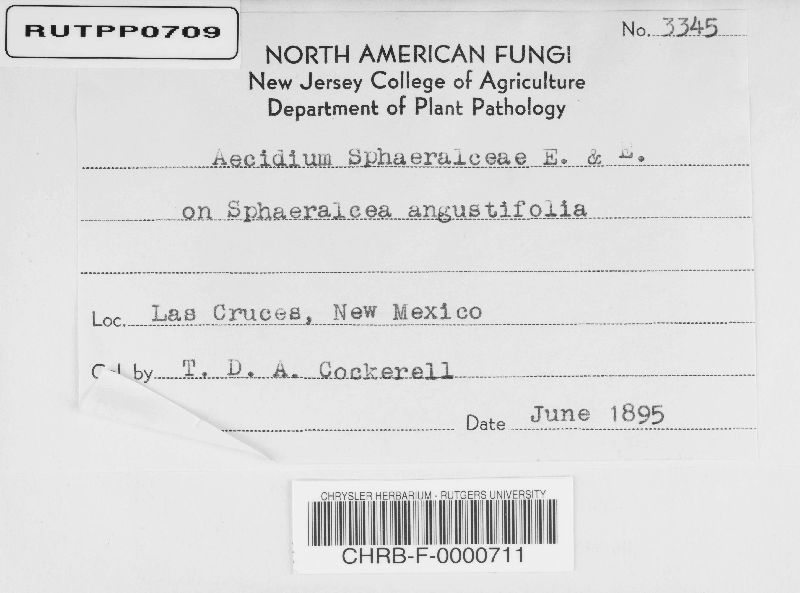 RUTPP0709
No. 3345
NORTH AMERICAN FUNGI
New Jersey College of Agriculture
Department of Plant Pathology
Aecidium Sphaeralceae E. & E.
on Sphaeralcea angustifolia
Loc. Las Cruces, New Mexico
by T. D. A. Cockerell
Date June 1895
CHRYSLER HERBARIUM - RUTGERS UNIVERSITY
CHRB-F-0000711